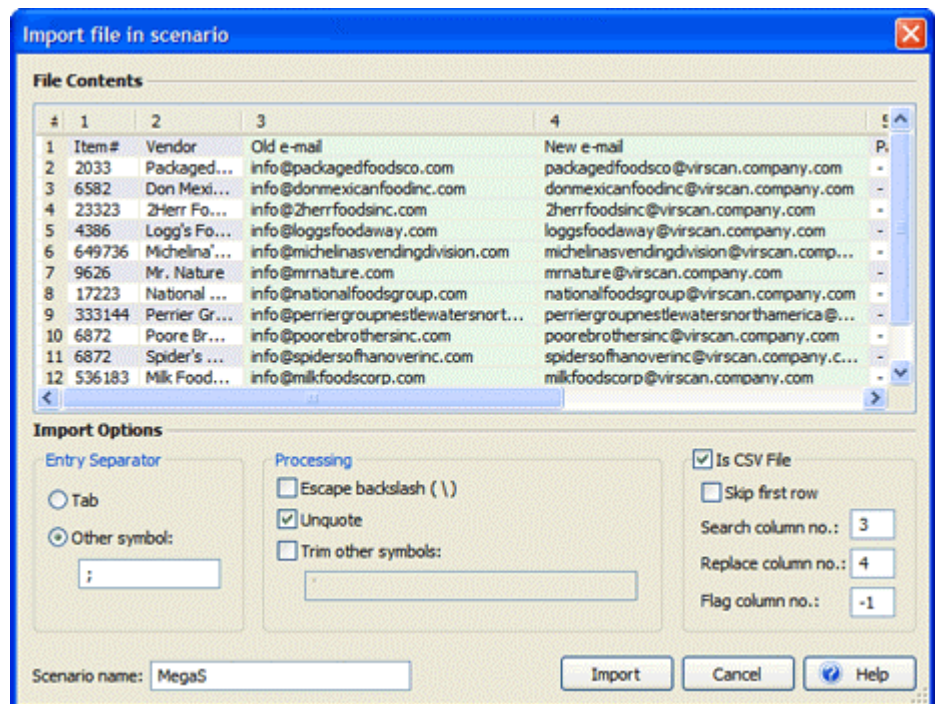 Import file in scenario
File Contents
# 1 2 3 4
1 Item# Vendor Old e-mail New e-mail
2 2033 Packaged... info@packagedfoodsco.com packagedfoodsco@virscan.company.com -
3 6582 Don Mexi... info@donmexicanfoodinc.com donmexicanfoodinc@virscan.company.com -
4 23323 2Herr Fo... info@2herrfoodsinc.com 2herrfoodsinc@virscan.company.com -
5 4386 Logg's Fo... info@loggsfoodaway.com loggsfoodaway@virscan.company.com -
6 649736 Michelina'... info@michelinasvendingdivision.com michelinasvendingdivision@virscan.comp... -
7 9626 Mr. Nature info@mrnature.com mrnature@virscan.company.com -
8 17223 National ... info@nationalfoodsgroup.com nationalfoodsgroup@virscan.company.com -
9 333144 Perrier Gr... info@perriergroupnestlewatersnort... perriergroupnestlewatersnorthamerica@... -
10 6872 Poore Br... info@poorebrothersinc.com poorebrothersinc@virscan.company.com -
11 6872 Spider's ... info@spidersofhanoverinc.com spidersofhanoverinc@virscan.company.c... -
12 536183 Milk Food... info@milkfoodscorp.com milkfoodscorp@virscan.company.com -
Import Options
Entry Separator
Tab
Other symbol:
;
Processing
Escape backslash ( \ )
Unquote
Trim other symbols:
Is CSV File
Skip first row
Search column no.: 3
Replace column no.: 4
Flag column no.: -1
Scenario name: MegaS
Import Cancel Help